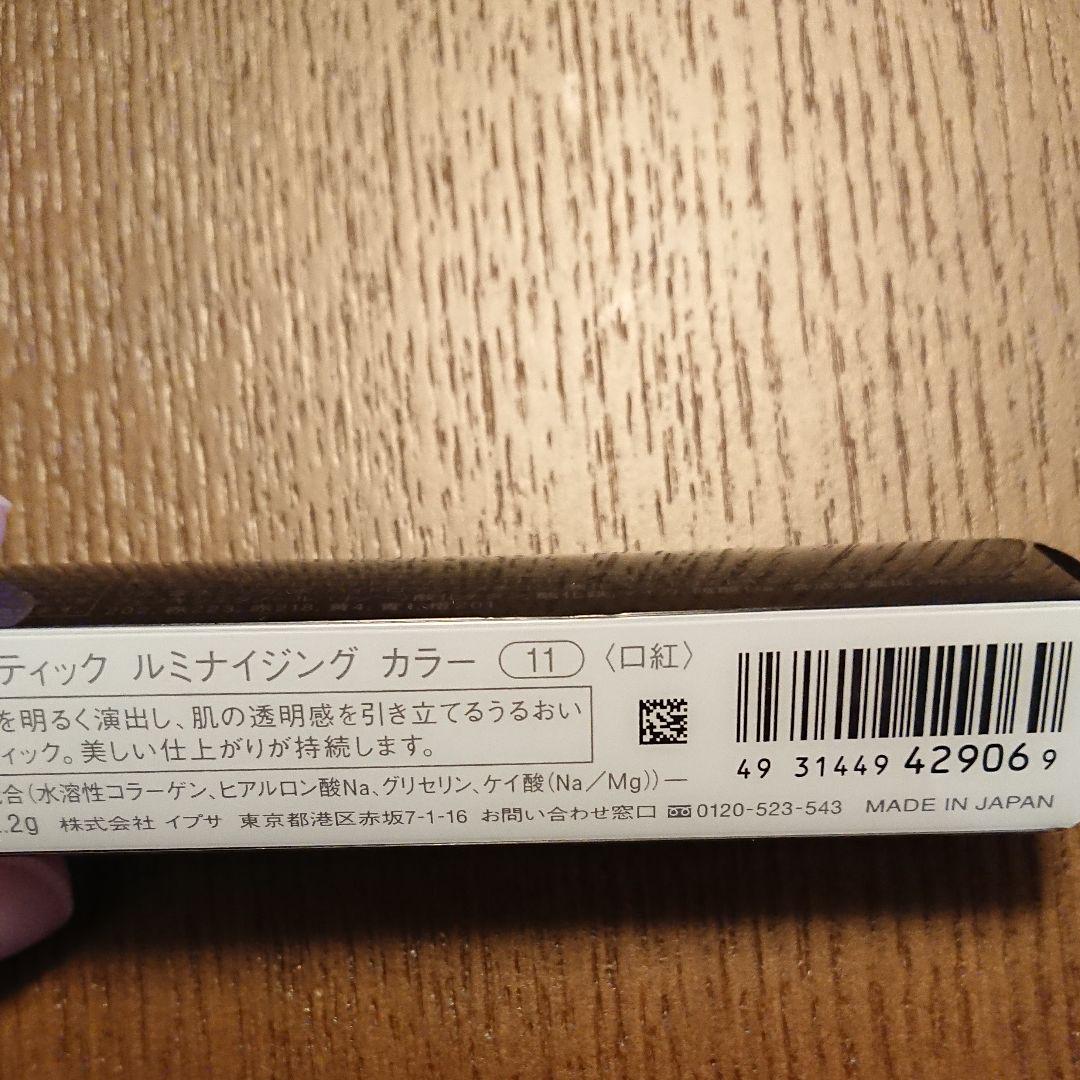 ティック ルミナイジング カラー 11 〈口紅〉
を明るく演出し、肌の透明感を引き立てるうるおい
ィック。美しい仕上がりが持続します。
合(水溶性コラーゲン、ヒアルロン酸Na、グリセリン、ケイ酸(Na/Mg))ー
.2g 株式会社 イプサ 東京都港区赤坂7-1-16 お問い合わせ窓口 0120-523-543 MADE IN JAPAN
49 31449 42906 9